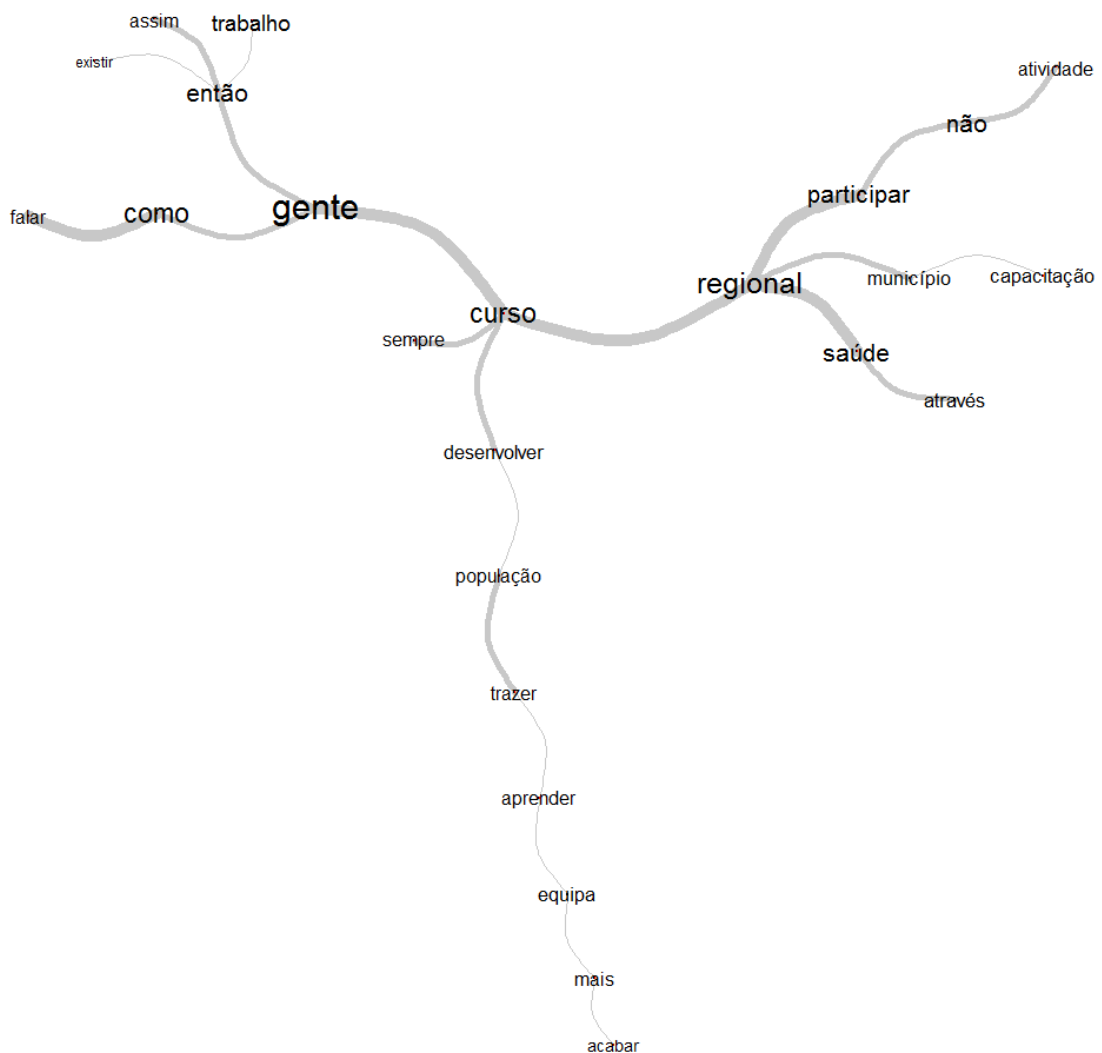 assim
trabalho
existir
então
atividade
não
participar
falar
como
gente
regional
município
capacitação
curso
sempre
saúde
através
desenvolver
população
trazer
aprender
equipa
mais
acabar